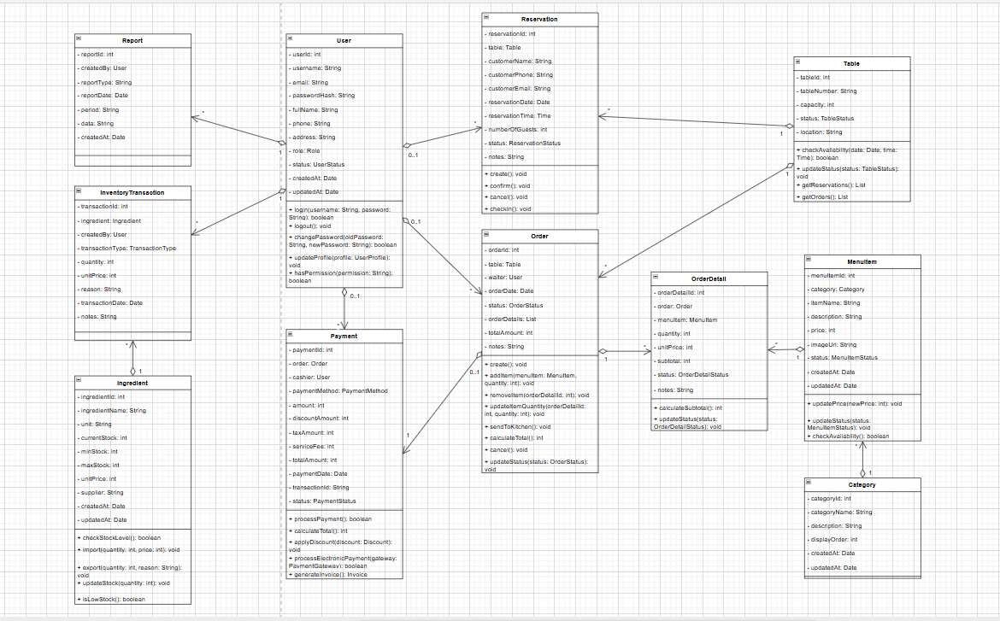 Report
- reportId: int
- createdBy: User
- reportType: String
- reportDate: Date
- period: String
- data: String
- createdAt: Date
*
1
User
- userId: int
- username: String
- email: String
- passwordHash: String
- fullName: String
- phone: String
- address: String
- role: Role
- status: UserStatus
- createdAt: Date
- updatedAt: Date
+ login(username: String, password:
String): boolean
+ logout(): void
+ changePassword(oldPassword:
String, newPassword: String): boolean
+ updateProfile(profile: UserProfile):
void
+ hasPermission(permission: String):
boolean
0..1
*
0..1
*
0..1
*
1
*
Reservation
- reservationId: int
- table: Table
- customerName: String
- customerPhone: String
- customerEmail: String
- reservationDate: Date
- reservationTime: Time
- numberOfGuests: int
- status: ReservationStatus
- notes: String
+ create(): void
+ confirm(): void
+ cancel(): void
+ checkIn(): void
*
1
Table
- tableId: int
- tableNumber: String
- capacity: int
- status: TableStatus
- location: String
+ checkAvailability(date: Date, time:
Time): boolean
+ updateStatus(status: TableStatus):
void
+ getReservations(): List
+ getOrders(): List
1
*
InventoryTransaction
- transactionId: int
- ingredient: Ingredient
- createdBy: User
- transactionType: TransactionType
- quantity: int
- unitPrice: int
- reason: String
- transactionDate: Date
- notes: String
*
1
Order
- orderId: int
- table: Table
- waiter: User
- orderDate: Date
- status: OrderStatus
- orderDetails: List
- totalAmount: int
- notes: String
+ create(): void
+ addItem(menuItem: MenuItem,
quantity: int): void
+ removeItem(orderDetailId: int): void
+ updateItemQuantity(orderDetailId:
int, quantity: int): void
+ sendToKitchen(): void
+ calculateTotal(): int
+ cancel(): void
+ updateStatus(status: OrderStatus):
void
0..1
1
1
*
OrderDetail
- orderDetailId: int
- order: Order
- menuItem: MenuItem
- quantity: int
- unitPrice: int
- subtotal: int
- status: OrderDetailStatus
- notes: String
+ calculateSubtotal(): int
+ updateStatus(status:
OrderDetailStatus): void
*
1
MenuItem
- menuItemId: int
- category: Category
- itemName: String
- description: String
- price: int
- imageUrl: String
- status: MenuItemStatus
- createdAt: Date
- updatedAt: Date
+ updatePrice(newPrice: int): void
+ updateStatus(status:
MenuItemStatus): void
+ checkAvailability(): boolean
*
1
Payment
- paymentId: int
- order: Order
- cashier: User
- paymentMethod: PaymentMethod
- amount: int
- discountAmount: int
- taxAmount: int
- serviceFee: int
- totalAmount: int
- paymentDate: Date
- transactionId: String
- status: PaymentStatus
+ processPayment(): boolean
+ calculateTotal(): int
+ applyDiscount(discount: Discount):
void
+ processElectronicPayment(gateway:
PaymentGateway): boolean
+ generateInvoice(): Invoice
Ingredient
- ingredientId: int
- ingredientName: String
- unit: String
- currentStock: int
- minStock: int
- maxStock: int
- unitPrice: int
- supplier: String
- createdAt: Date
- updatedAt: Date
+ checkStockLevel(): boolean
+ import(quantity: int, price: int): void
+ export(quantity: int, reason: String):
void
+ updateStock(quantity: int): void
+ isLowStock(): boolean
Category
- categoryId: int
- categoryName: String
- description: String
- displayOrder: int
- createdAt: Date
- updatedAt: Date